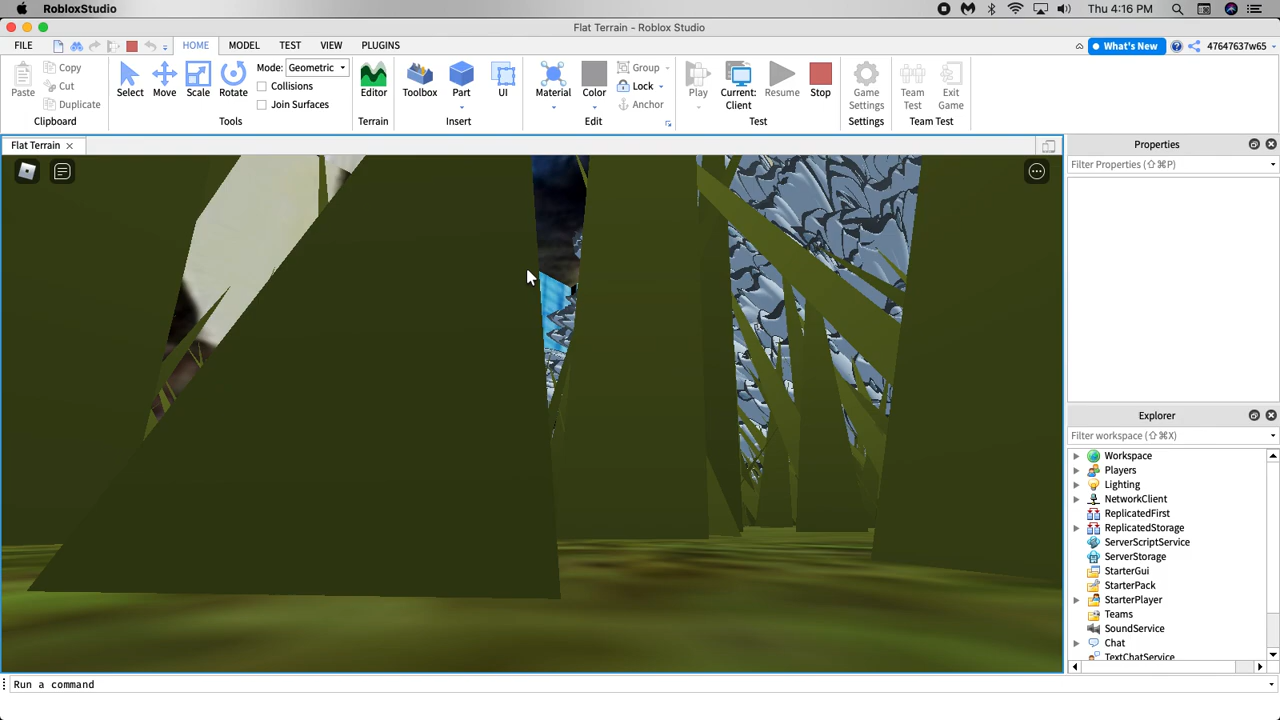 RobloxStudio
Thu 4:16 PM
Flat Terrain - Roblox Studio
FILE
HOME
MODEL
TEST
VIEW
PLUGINS
What's New
47647637w65
Paste
Copy
Cut
Duplicate
Clipboard
Select
Move
Scale
Rotate
Mode: Geometric
Collisions
Join Surfaces
Tools
Editor
Terrain
Toolbox
Part
UI
Insert
Material
Color
Group
Lock
Anchor
Edit
Play
Current:
Client
Resume
Stop
Test
Game
Settings
Settings
Team
Test
Exit
Game
Team Test
Flat Terrain
Properties
Filter Properties (⇧⌘P)
Explorer
Filter workspace (⇧⌘X)
Workspace
Players
Lighting
NetworkClient
ReplicatedFirst
ReplicatedStorage
ServerScriptService
ServerStorage
StarterGui
StarterPack
StarterPlayer
Teams
SoundService
Chat
TextChatService
Run a command